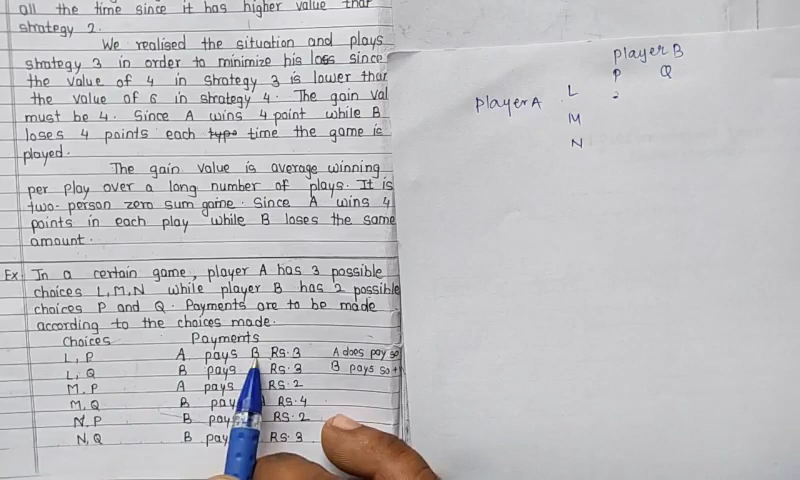 all the time since it has higher value than
strategy 2.
We realised the situation and plays
strategy 3 in order to minimize his loss since
the value of 4 in strategy 3 is lower than
the value of 6 in strategy 4. The gain val
must be 4. Since A wins 4 point while B
loses 4 points each type time the game is
played.
The gain value is average winning
per play over a long number of plays. It is
two-person zero sum game. Since A wins 4
points in each play while B loses the same
amount.
Ex In a certain game, player A has 3 possible
choices L, M, N while player B has 2 possible
choices P and Q. Payments are to be made
according to the choices made.
Choices Payments
L, P A pays B RS.3 A does pay so
L, Q B pays RS.3 B pays so
M, P A pays RS.2
M, Q B pay RS.4
N, P B pay RS.2
N, Q B pay RS.3
Player B
P Q
Player A L
M
N